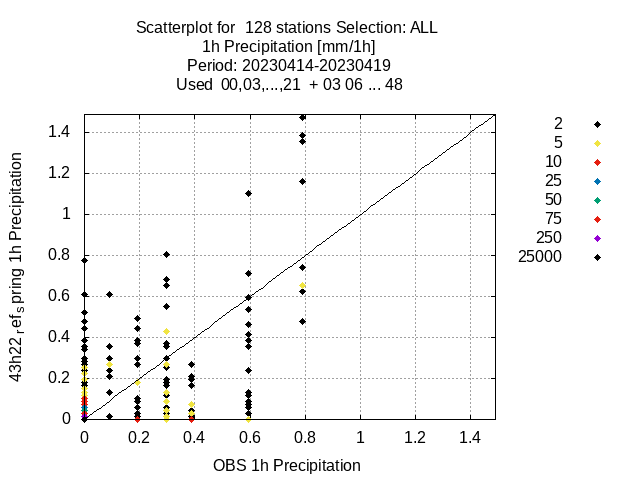 Scatterplot for  128 stations Selection: ALL
1h Precipitation [mm/1h]
Period: 20230414-20230419
Used  00,03,...,21  + 03 06 ... 48
43h22 ref spring 1h Precipitation
1.4
1.2
1
0.8
0.6
0.4
0.2
0
0 0.2 0.4 0.6 0.8 1 1.2 1.4
OBS 1h Precipitation
2
5
10
25
50
75
250
25000